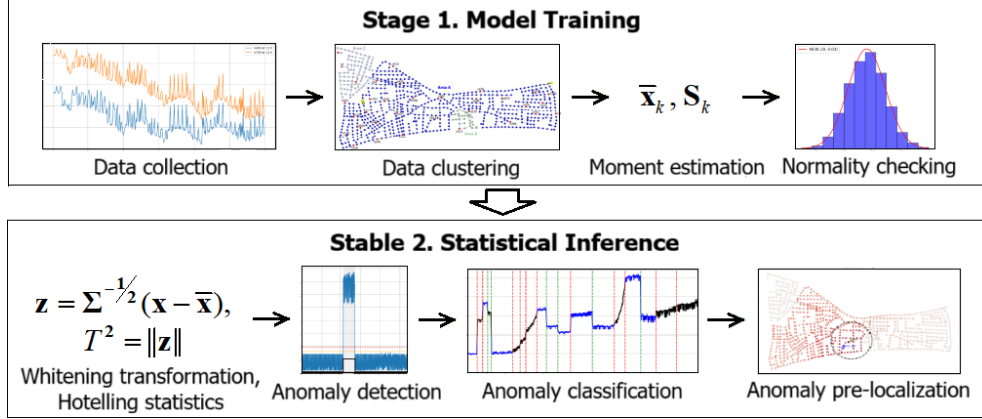 Stage 1. Model Training
Data collection
Data clustering
x̄ₖ, Sₖ
Moment estimation
Normality checking
Stable 2. Statistical Inference
z = Σ^(-1/2)(x − x̄),
T² = ‖z‖
Whitening transformation,
Hotelling statistics
Anomaly detection
Anomaly classification
Anomaly pre-localization